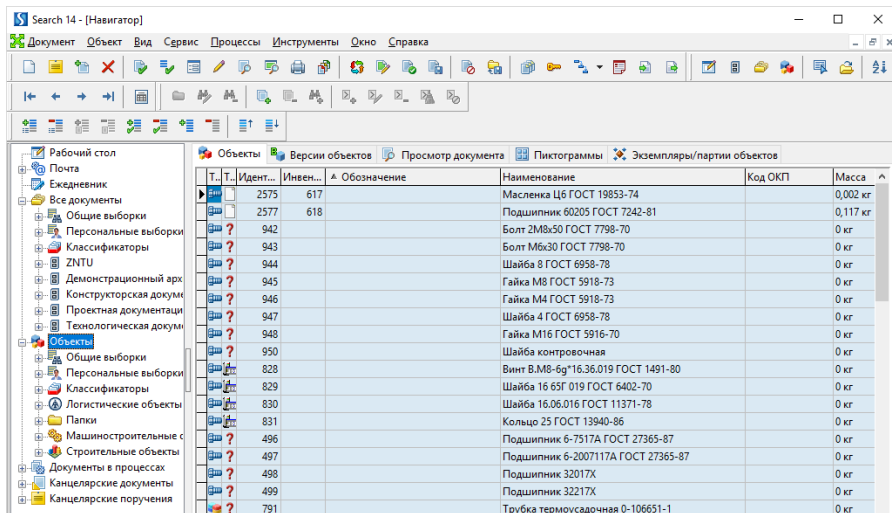 Search 14 - [Навигатор]
Документ Объект Вид Сервис Процессы Инструменты Окно Справка
Рабочий стол
Почта
Ежедневник
Все документы
Общие выборки
Персональные выборки
Классификаторы
ZNTU
Демонстрационный арх
Конструкторская докуме
Проектная документаци
Технологическая докуме
Объекты
Общие выборки
Персональные выборки
Классификаторы
Логистические объекты
Папки
Машиностроительные о
Строительные объекты
Документы в процессах
Канцелярские документы
Канцелярские поручения
Объекты Версии объектов Просмотр документа Пиктограммы Экземпляры/партии объектов
Т.. Т.. Идент... Инвен... Обозначение Наименование Код ОКП Масса
2575 617 Масленка Ц6 ГОСТ 19853-74 0,002 кг
2577 618 Подшипник 60205 ГОСТ 7242-81 0,117 кг
942 Болт 2М8х50 ГОСТ 7798-70 0 кг
943 Болт М6х30 ГОСТ 7798-70 0 кг
944 Шайба 8 ГОСТ 6958-78 0 кг
945 Гайка М8 ГОСТ 5918-73 0 кг
946 Гайка М4 ГОСТ 5918-73 0 кг
947 Шайба 4 ГОСТ 6958-78 0 кг
948 Гайка М16 ГОСТ 5916-70 0 кг
950 Шайба контровочная 0 кг
828 Винт В.М8-6g*16.36.019 ГОСТ 1491-80 0 кг
829 Шайба 16 65Г 019 ГОСТ 6402-70 0 кг
830 Шайба 16.06.016 ГОСТ 11371-78 0 кг
831 Кольцо 25 ГОСТ 13940-86 0 кг
496 Подшипник 6-7517А ГОСТ 27365-87 0 кг
497 Подшипник 6-2007117А ГОСТ 27365-87 0 кг
498 Подшипник 32017Х 0 кг
499 Подшипник 32217Х 0 кг
791 Трубка термоусадочная 0-106651-1 0 кг